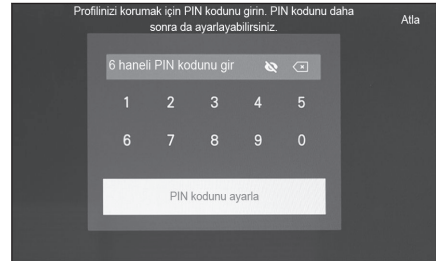 Profilinizi korumak için PIN kodunu girin. PIN kodunu daha
sonra da ayarlayabilirsiniz.
Atla
6 haneli PIN kodunu gir
1 2 3 4 5
6 7 8 9 0
PIN kodunu ayarla